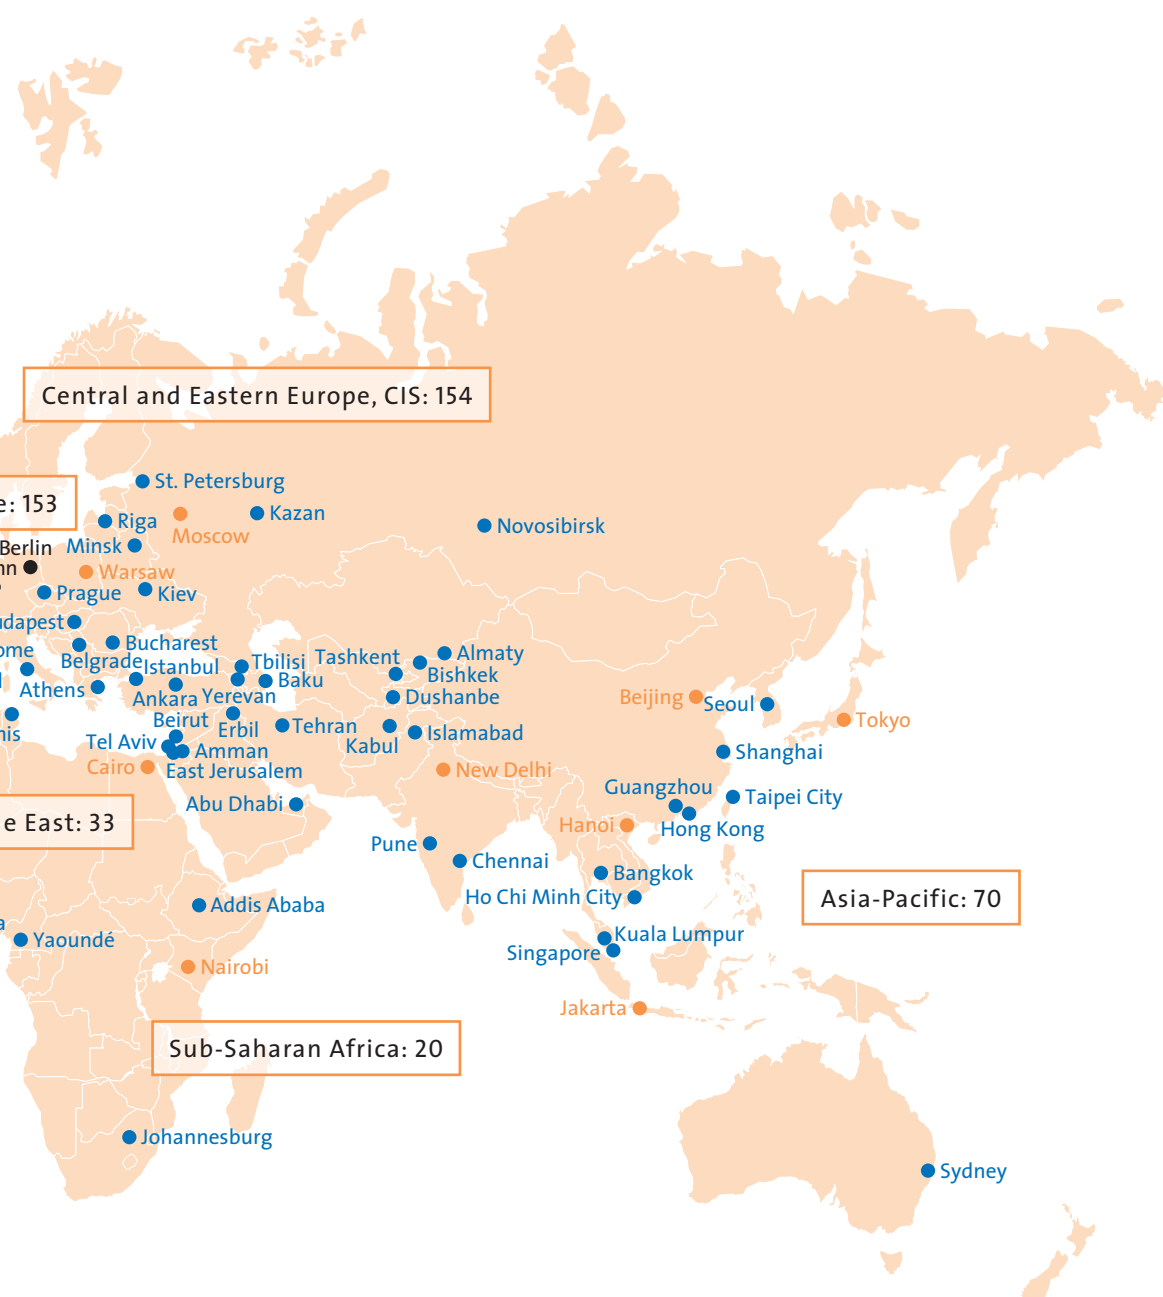 Central and Eastern Europe, CIS: 154
St. Petersburg
e: 153
Riga
Kazan
Moscow
Novosibirsk
Berlin
Minsk
nn
Warsaw
Prague
Kiev
udapest
Bucharest
ome
Belgrade
Istanbul
Tbilisi
Tashkent
Almaty
Bishkek
Baku
Athens
Ankara
Yerevan
Dushanbe
Beijing
Seoul
Beirut
Erbil
Tehran
Kabul
Islamabad
Tokyo
nis
Tel Aviv
Amman
Shanghai
Cairo
East Jerusalem
New Delhi
Guangzhou
Abu Dhabi
Taipei City
e East: 33
Hanoi
Hong Kong
Pune
Chennai
Bangkok
Ho Chi Minh City
Asia-Pacific: 70
Addis Ababa
a
Yaoundé
Kuala Lumpur
Singapore
Nairobi
Jakarta
Sub-Saharan Africa: 20
Johannesburg
Sydney